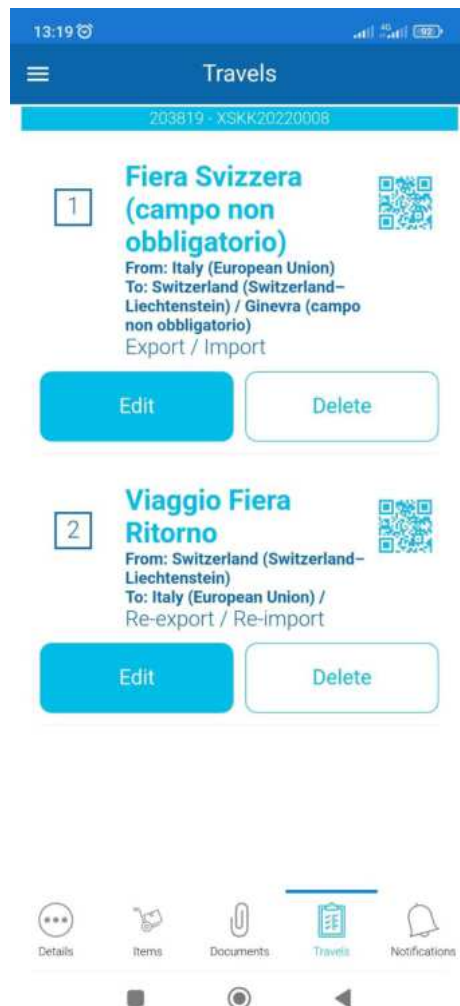 13:19
4G
92
Travels
203819 - XSKK20220008
1
Fiera Svizzera
(campo non
obbligatorio)
From: Italy (European Union)
To: Switzerland (Switzerland–
Liechtenstein) / Ginevra (campo
non obbligatorio)
Export / Import
Edit
Delete
2
Viaggio Fiera
Ritorno
From: Switzerland (Switzerland–
Liechtenstein)
To: Italy (European Union) /
Re-export / Re-import
Edit
Delete
Details
Items
Documents
Travels
Notifications